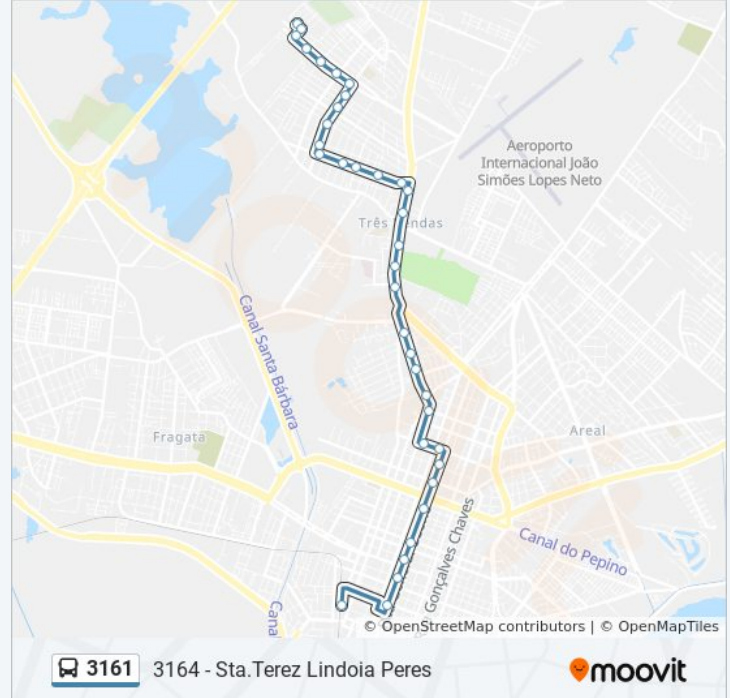 Aeroporto
Internacional João
Simões Lopes Neto
Três Vendas
Canal Santa Bárbara
Fragata
Areal
Gonçalves Chaves
Canal do Pepino
Cana
© OpenStreetMap contributors | © OpenMapTiles
3161 3164 - Sta.Terez Lindoia Peres
moovit